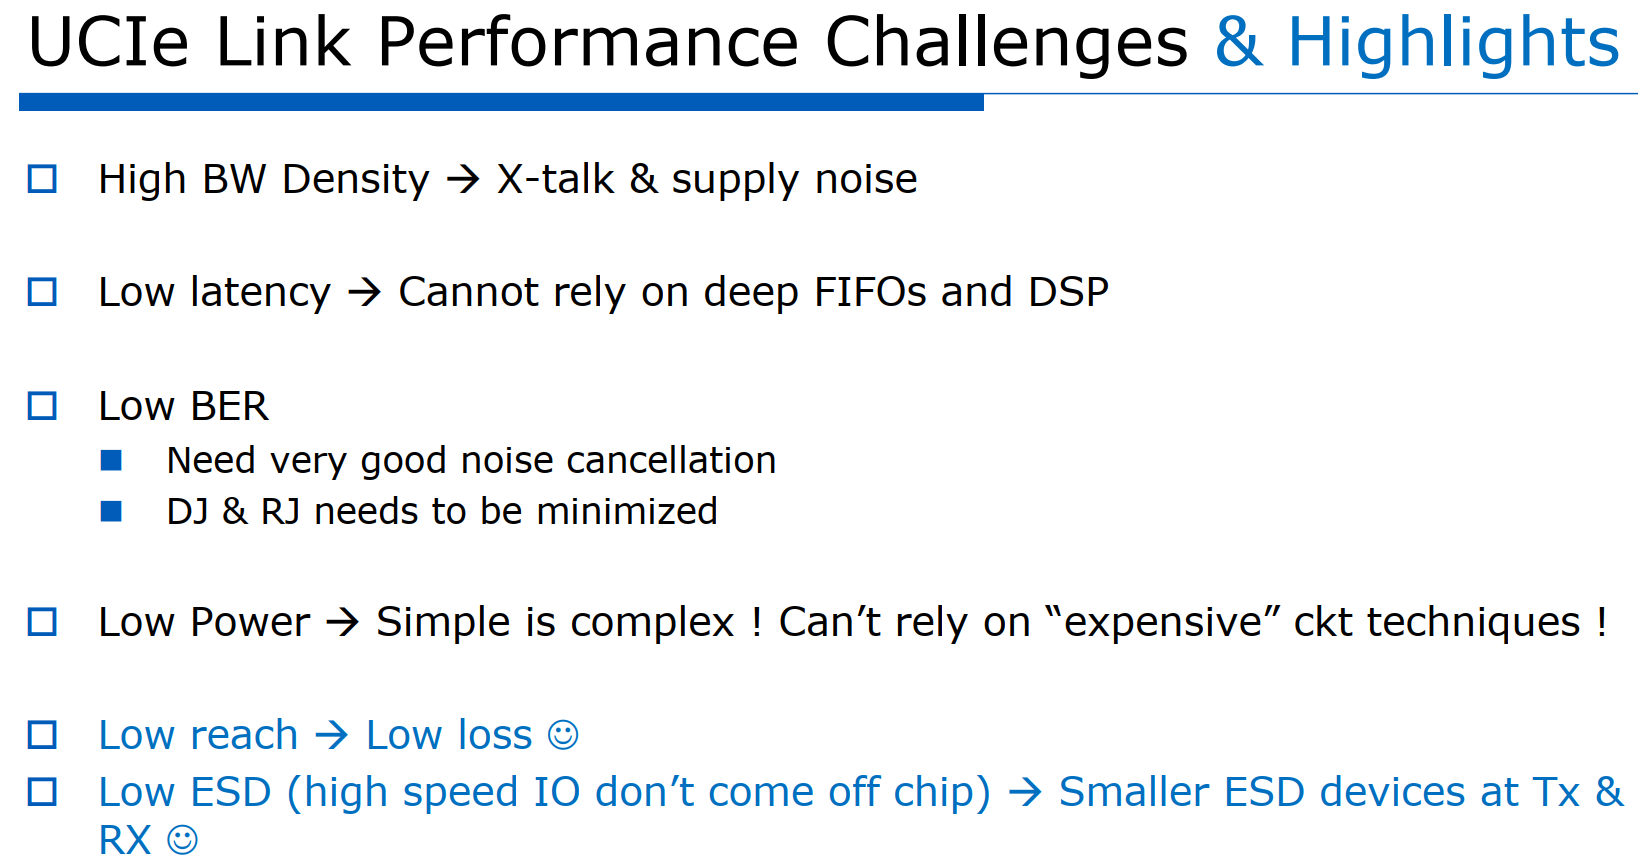 UCIe Link Performance Challenges & Highlights
High BW Density → X-talk & supply noise
Low latency → Cannot rely on deep FIFOs and DSP
Low BER
Need very good noise cancellation
DJ & RJ needs to be minimized
Low Power → Simple is complex ! Can’t rely on “expensive” ckt techniques !
Low reach → Low loss ☺
Low ESD (high speed IO don’t come off chip) → Smaller ESD devices at Tx &
RX ☺